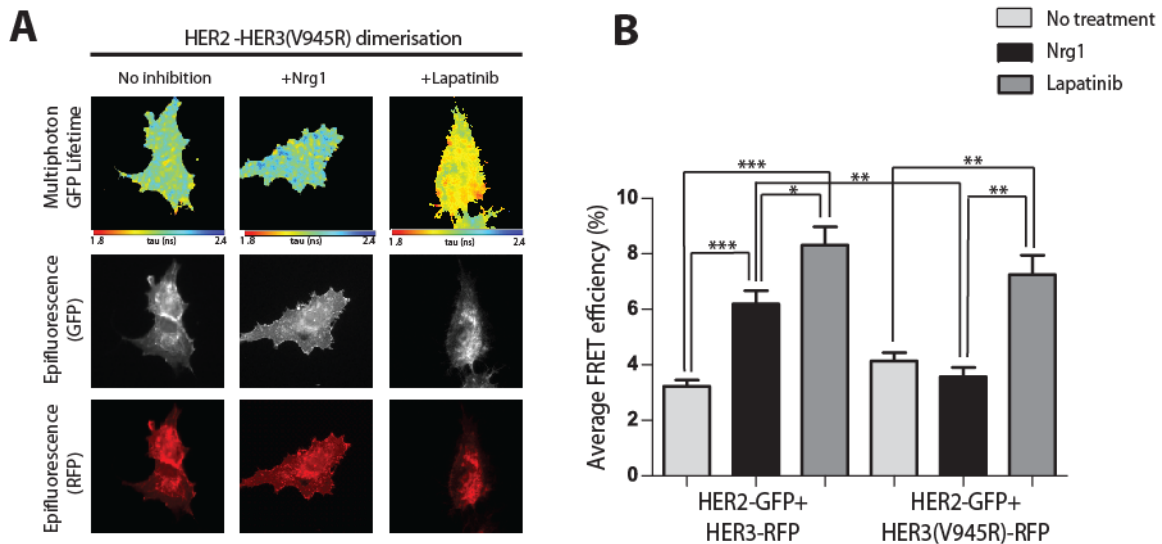 A
HER2 -HER3(V945R) dimerisation
No inhibition
+Nrg1
+Lapatinib
Multiphoton
GFP Lifetime
1.8 tau (ns) 2.4
1.8 tau (ns) 2.4
1.8 tau (ns) 2.4
Epifluorescence
(GFP)
Epifluorescence
(RFP)
B
No treatment
Nrg1
Lapatinib
Average FRET efficiency (%)
10
8
6
4
2
0
***
**
**
*
**
***
HER2-GFP+
HER3-RFP
HER2-GFP+
HER3(V945R)-RFP